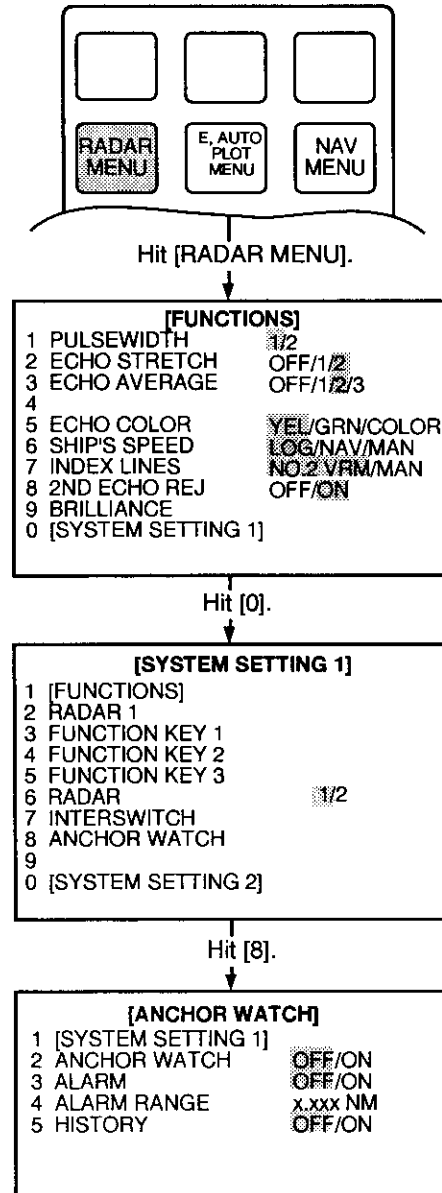 RADAR MENU
E, AUTO PLOT MENU
NAV MENU
Hit [RADAR MENU].
[FUNCTIONS]
1 PULSEWIDTH 1/2
2 ECHO STRETCH OFF/1/2
3 ECHO AVERAGE OFF/1/2/3
4
5 ECHO COLOR YEL/GRN/COLOR
6 SHIP'S SPEED LOG/NAV/MAN
7 INDEX LINES NO.2 VRM/MAN
8 2ND ECHO REJ OFF/ON
9 BRILLIANCE
0 [SYSTEM SETTING 1]
Hit [0].
[SYSTEM SETTING 1]
1 [FUNCTIONS]
2 RADAR 1
3 FUNCTION KEY 1
4 FUNCTION KEY 2
5 FUNCTION KEY 3
6 RADAR 1/2
7 INTERSWITCH
8 ANCHOR WATCH
9
0 [SYSTEM SETTING 2]
Hit [8].
[ANCHOR WATCH]
1 [SYSTEM SETTING 1]
2 ANCHOR WATCH OFF/ON
3 ALARM OFF/ON
4 ALARM RANGE x.xxx NM
5 HISTORY OFF/ON